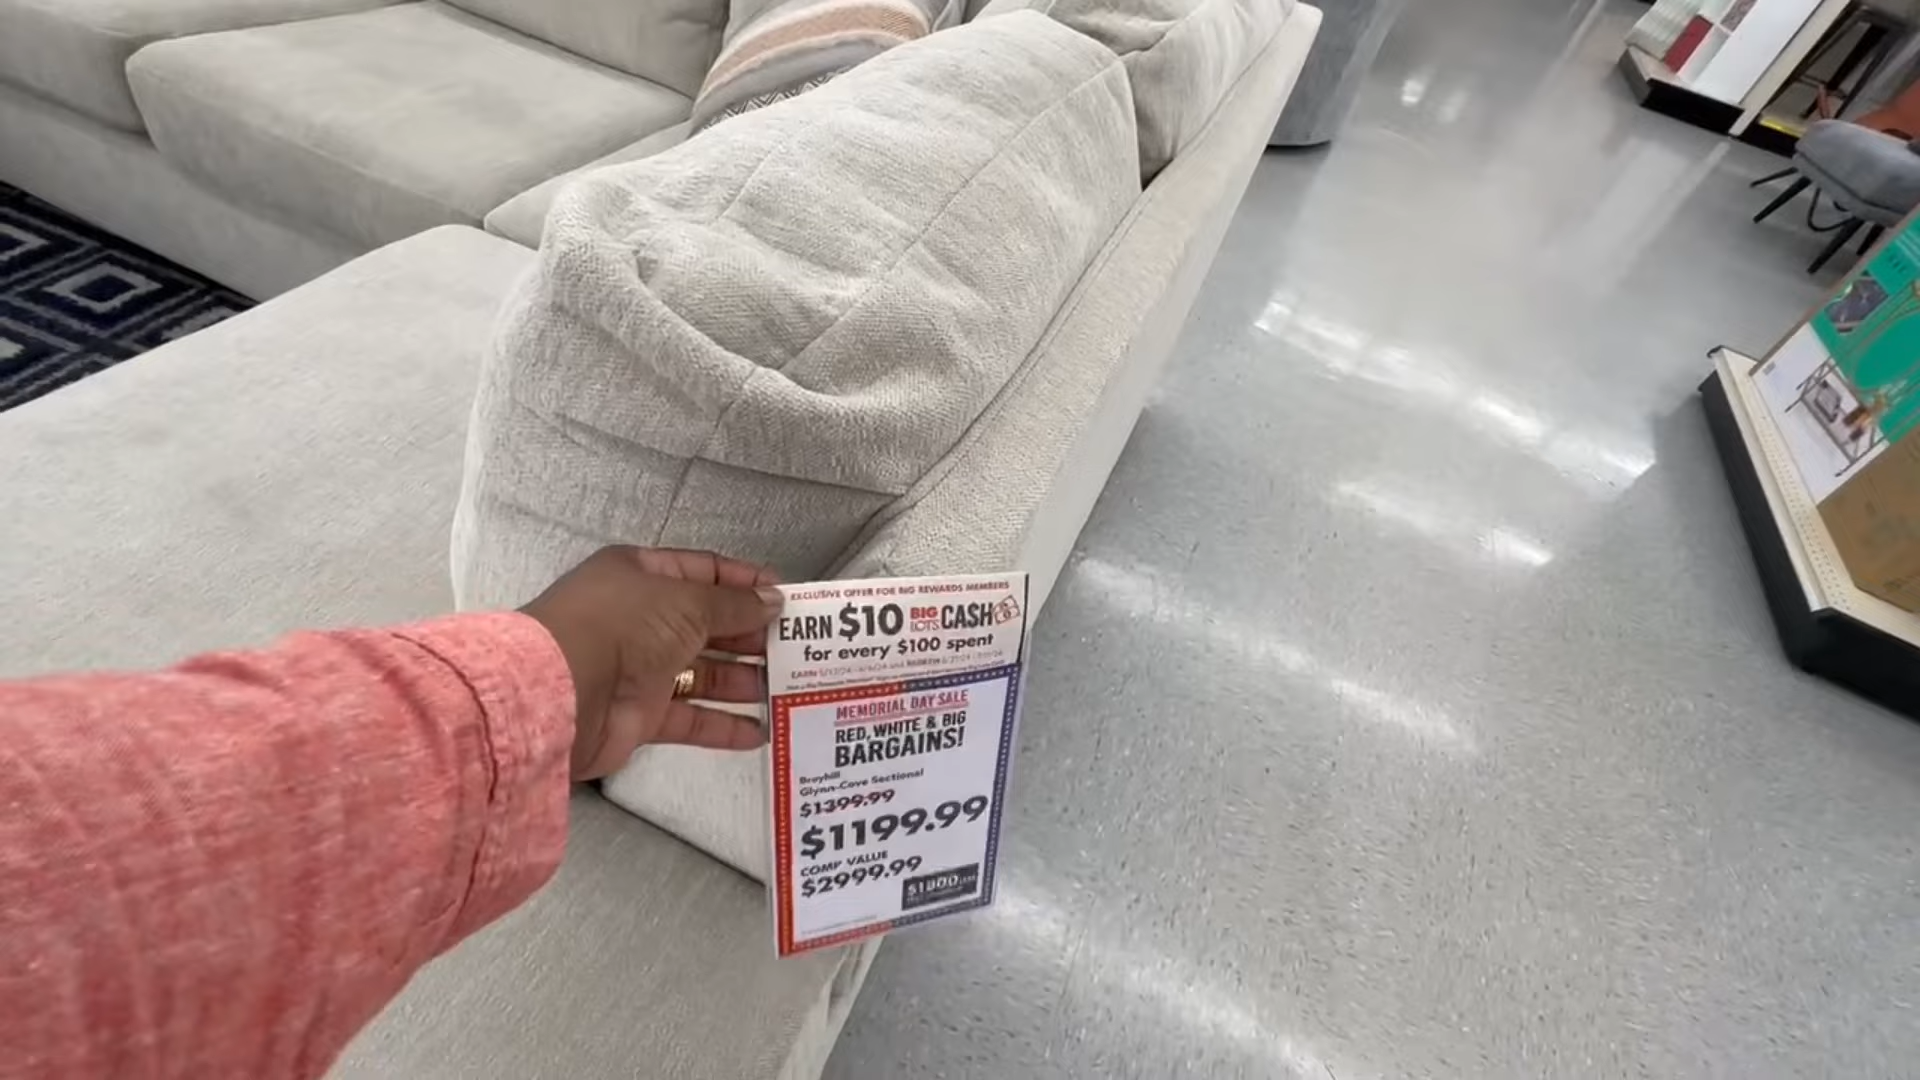 EXCLUSIVE OFFER FOR BIG REWARDS MEMBERS
EARN $10 BIG LOTS CASH
for every $100 spent
MEMORIAL DAY SALE
RED, WHITE & BIG
BARGAINS!
Broyhill
Glynn-Cove Sectional
$1399.99
$1199.99
COMP VALUE
$2999.99
$1800